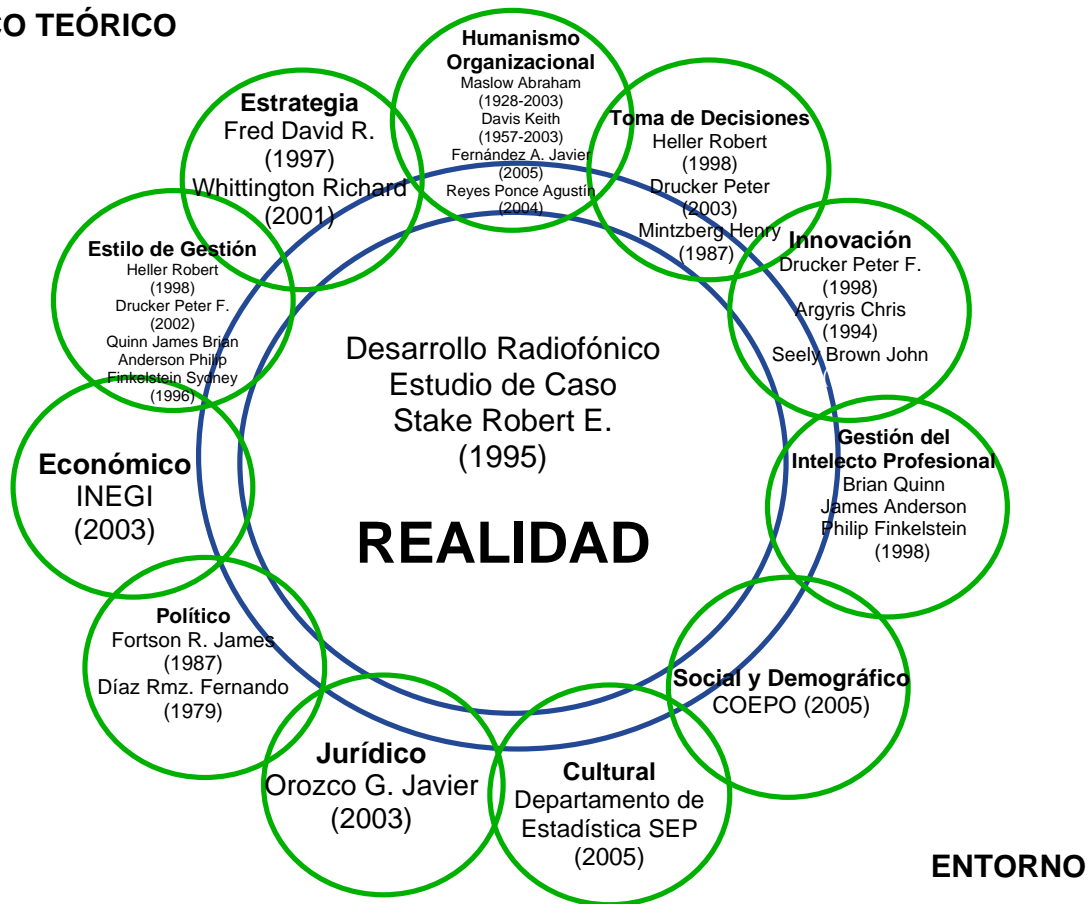 CO TEÓRICO
Humanismo
Organizacional
Maslow Abraham
(1928-2003)
Davis Keith
(1957-2003)
Fernández A. Javier
(2005)
Reyes Ponce Agustín
(2004)
Estrategia
Fred David R.
(1997)
Whittington Richard
(2001)
Toma de Decisiones
Heller Robert
(1998)
Drucker Peter
(2003)
Mintzberg Henry
(1987)
Estilo de Gestión
Heller Robert
(1998)
Drucker Peter F.
(2002)
Quinn James Brian
Anderson Philip
Finkelstein Sydney
(1996)
Innovación
Drucker Peter F.
(1998)
Argyris Chris
(1994)
Seely Brown John
Desarrollo Radiofónico
Estudio de Caso
Stake Robert E.
(1995)
REALIDAD
Económico
INEGI
(2003)
Gestión del
Intelecto Profesional
Brian Quinn
James Anderson
Philip Finkelstein
(1998)
Político
Fortson R. James
(1987)
Díaz Rmz. Fernando
(1979)
Social y Demográfico
COEPO (2005)
Jurídico
Orozco G. Javier
(2003)
Cultural
Departamento de
Estadística SEP
(2005)
ENTORNO